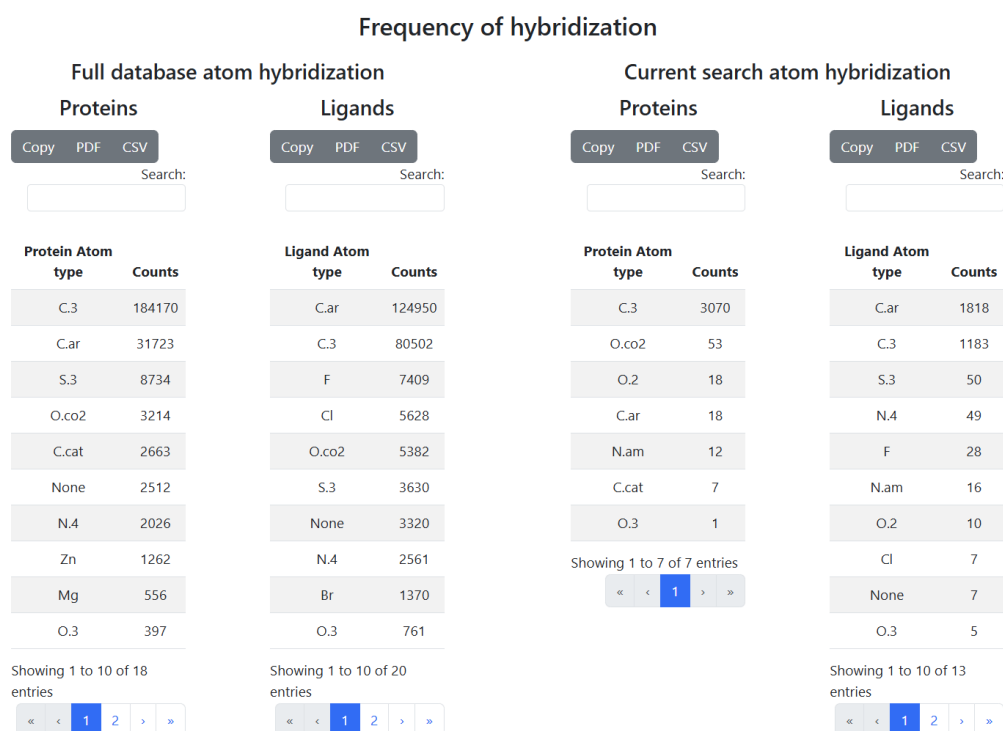 Frequency of hybridization
Full database atom hybridization
Proteins
Copy PDF CSV
Search:
Protein Atom
type Counts
C.3 184170
C.ar 31723
S.3 8734
O.co2 3214
C.cat 2663
None 2512
N.4 2026
Zn 1262
Mg 556
O.3 397
Showing 1 to 10 of 18
entries
« ‹ 1 2 › »
Ligands
Copy PDF CSV
Search:
Ligand Atom
type Counts
C.ar 124950
C.3 80502
F 7409
Cl 5628
O.co2 5382
S.3 3630
None 3320
N.4 2561
Br 1370
O.3 761
Showing 1 to 10 of 20
entries
« ‹ 1 2 › »
Current search atom hybridization
Proteins
Copy PDF CSV
Search:
Protein Atom
type Counts
C.3 3070
O.co2 53
O.2 18
C.ar 18
N.am 12
C.cat 7
O.3 1
Showing 1 to 7 of 7 entries
« ‹ 1 › »
Ligands
Copy PDF CSV
Search:
Ligand Atom
type Counts
C.ar 1818
C.3 1183
S.3 50
N.4 49
F 28
N.am 16
O.2 10
Cl 7
None 7
O.3 5
Showing 1 to 10 of 13
entries
« ‹ 1 2 › »